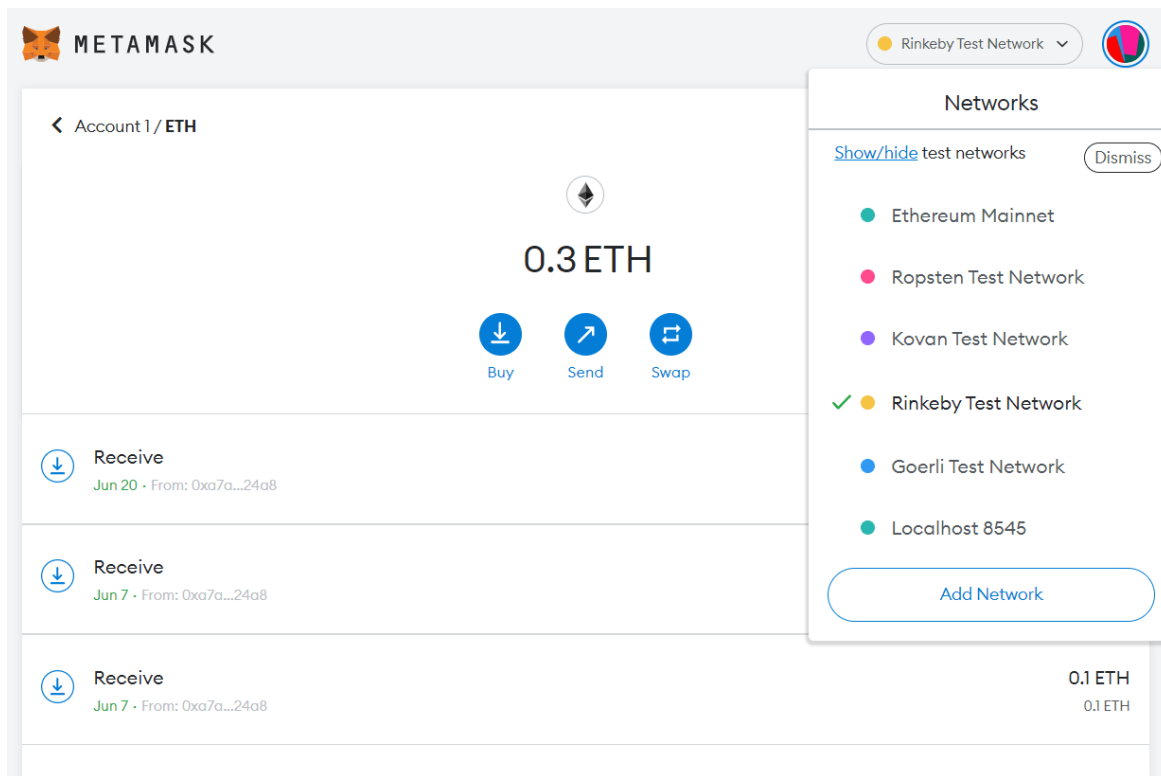 METAMASK
Rinkeby Test Network
Account 1 / ETH
0.3 ETH
Buy
Send
Swap
Receive
Jun 20 · From: 0xa7a...24a8
Receive
Jun 7 · From: 0xa7a...24a8
Receive
Jun 7 · From: 0xa7a...24a8
0.1 ETH
0.1 ETH
Networks
Show/hide test networks
Dismiss
Ethereum Mainnet
Ropsten Test Network
Kovan Test Network
Rinkeby Test Network
Goerli Test Network
Localhost 8545
Add Network